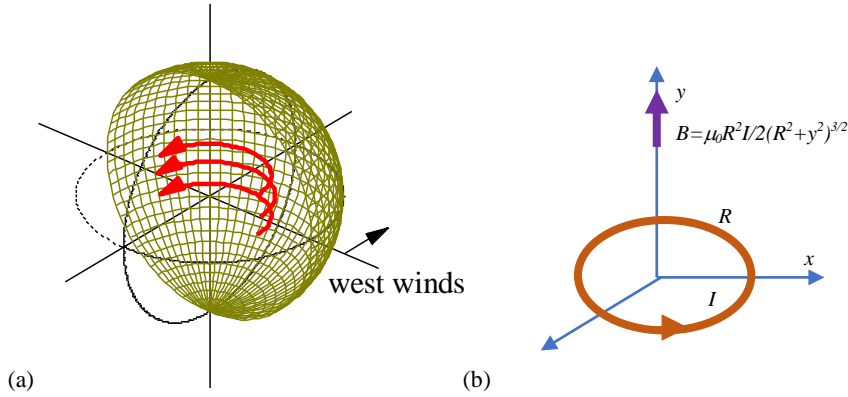 west winds
(a)
y
B=μ₀R²I/2(R²+y²)^{3/2}
R
x
I
(b)